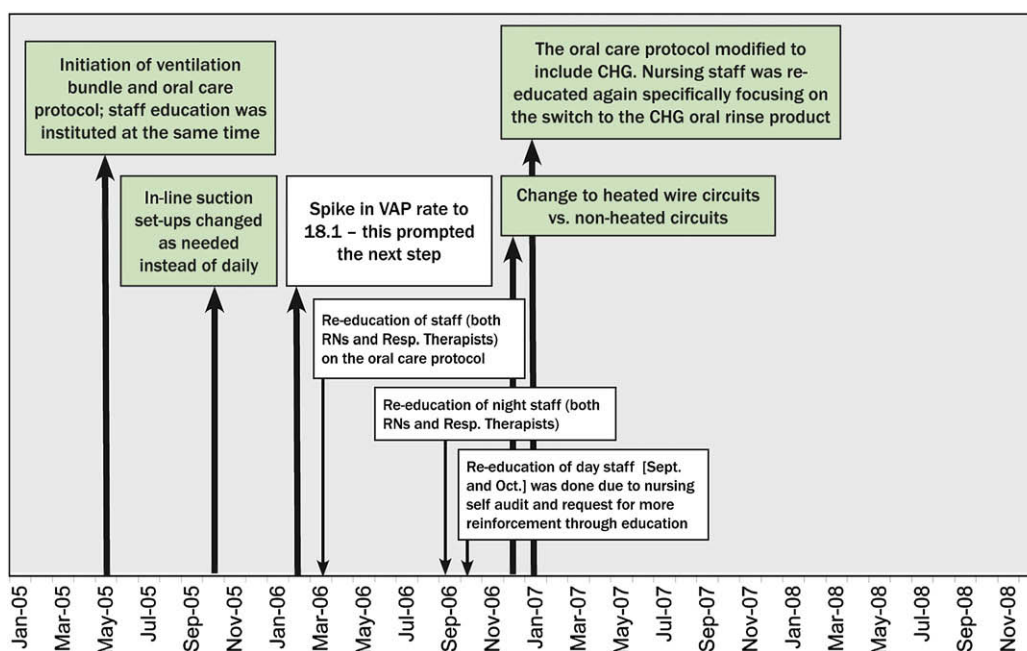 Initiation of ventilation
bundle and oral care
protocol; staff education was
instituted at the same time
The oral care protocol modified to
include CHG. Nursing staff was re-
educated again specifically focusing on
the switch to the CHG oral rinse product
In-line suction
set-ups changed
as needed
instead of daily
Spike in VAP rate to
18.1 – this prompted
the next step
Change to heated wire circuits
vs. non-heated circuits
Re-education of staff (both
RNs and Resp. Therapists)
on the oral care protocol
Re-education of night staff (both
RNs and Resp. Therapists)
Re-education of day staff [Sept.
and Oct.] was done due to nursing
self audit and request for more
reinforcement through education
Jan-05
Mar-05
May-05
Jul-05
Sep-05
Nov-05
Jan-06
Mar-06
May-06
Jul-06
Sep-06
Nov-06
Jan-07
Mar-07
May-07
Jul-07
Sep-07
Nov-07
Jan-08
Mar-08
May-08
Jul-08
Sep-08
Nov-08